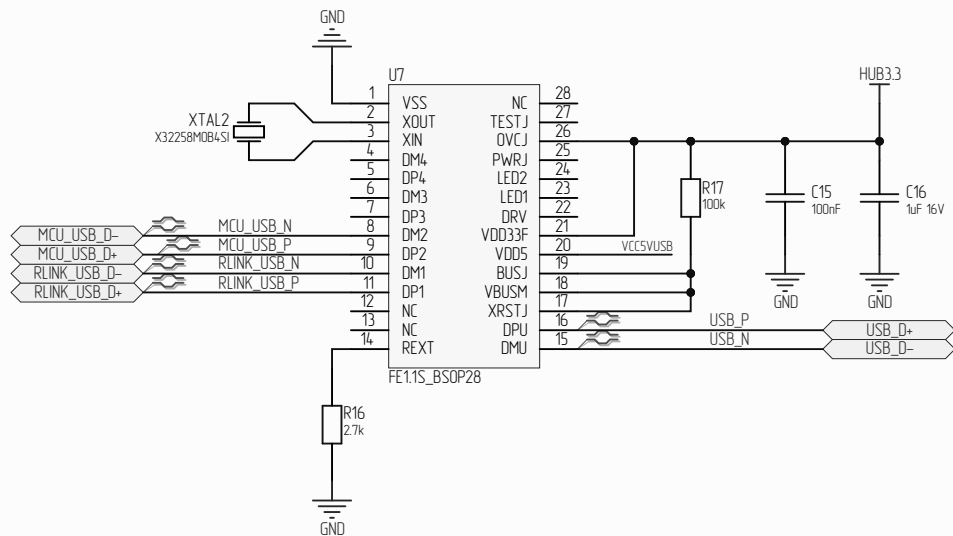 GND
U7
HUB3.3
1 VSS NC 28
2 XOUT TESTJ 27
XTAL2
X32258MOB4SI
3 XIN OVCJ 26
4 DM4 PWRJ 25
5 DP4 LED2 24
6 DM3 LED1 23
7 DP3 DRV 22
R17
100k
C15
100nF
C16
1uF 16V
MCU_USB_D- MCU_USB_N 8 DM2 VDD33F 21
MCU_USB_D+ MCU_USB_P 9 DP2 VDD5 20 VCC5VUSB
RLINK_USB_D- RLINK_USB_N 10 DM1 BUSJ 19
RLINK_USB_D+ RLINK_USB_P 11 DP1 VBUSM 18
GND GND
12 NC XRSTJ 17
13 NC DPU 16 USB_P USB_D+
14 REXT DMU 15 USB_N USB_D-
FE1.1S_BSOP28
R16
2.7k
GND